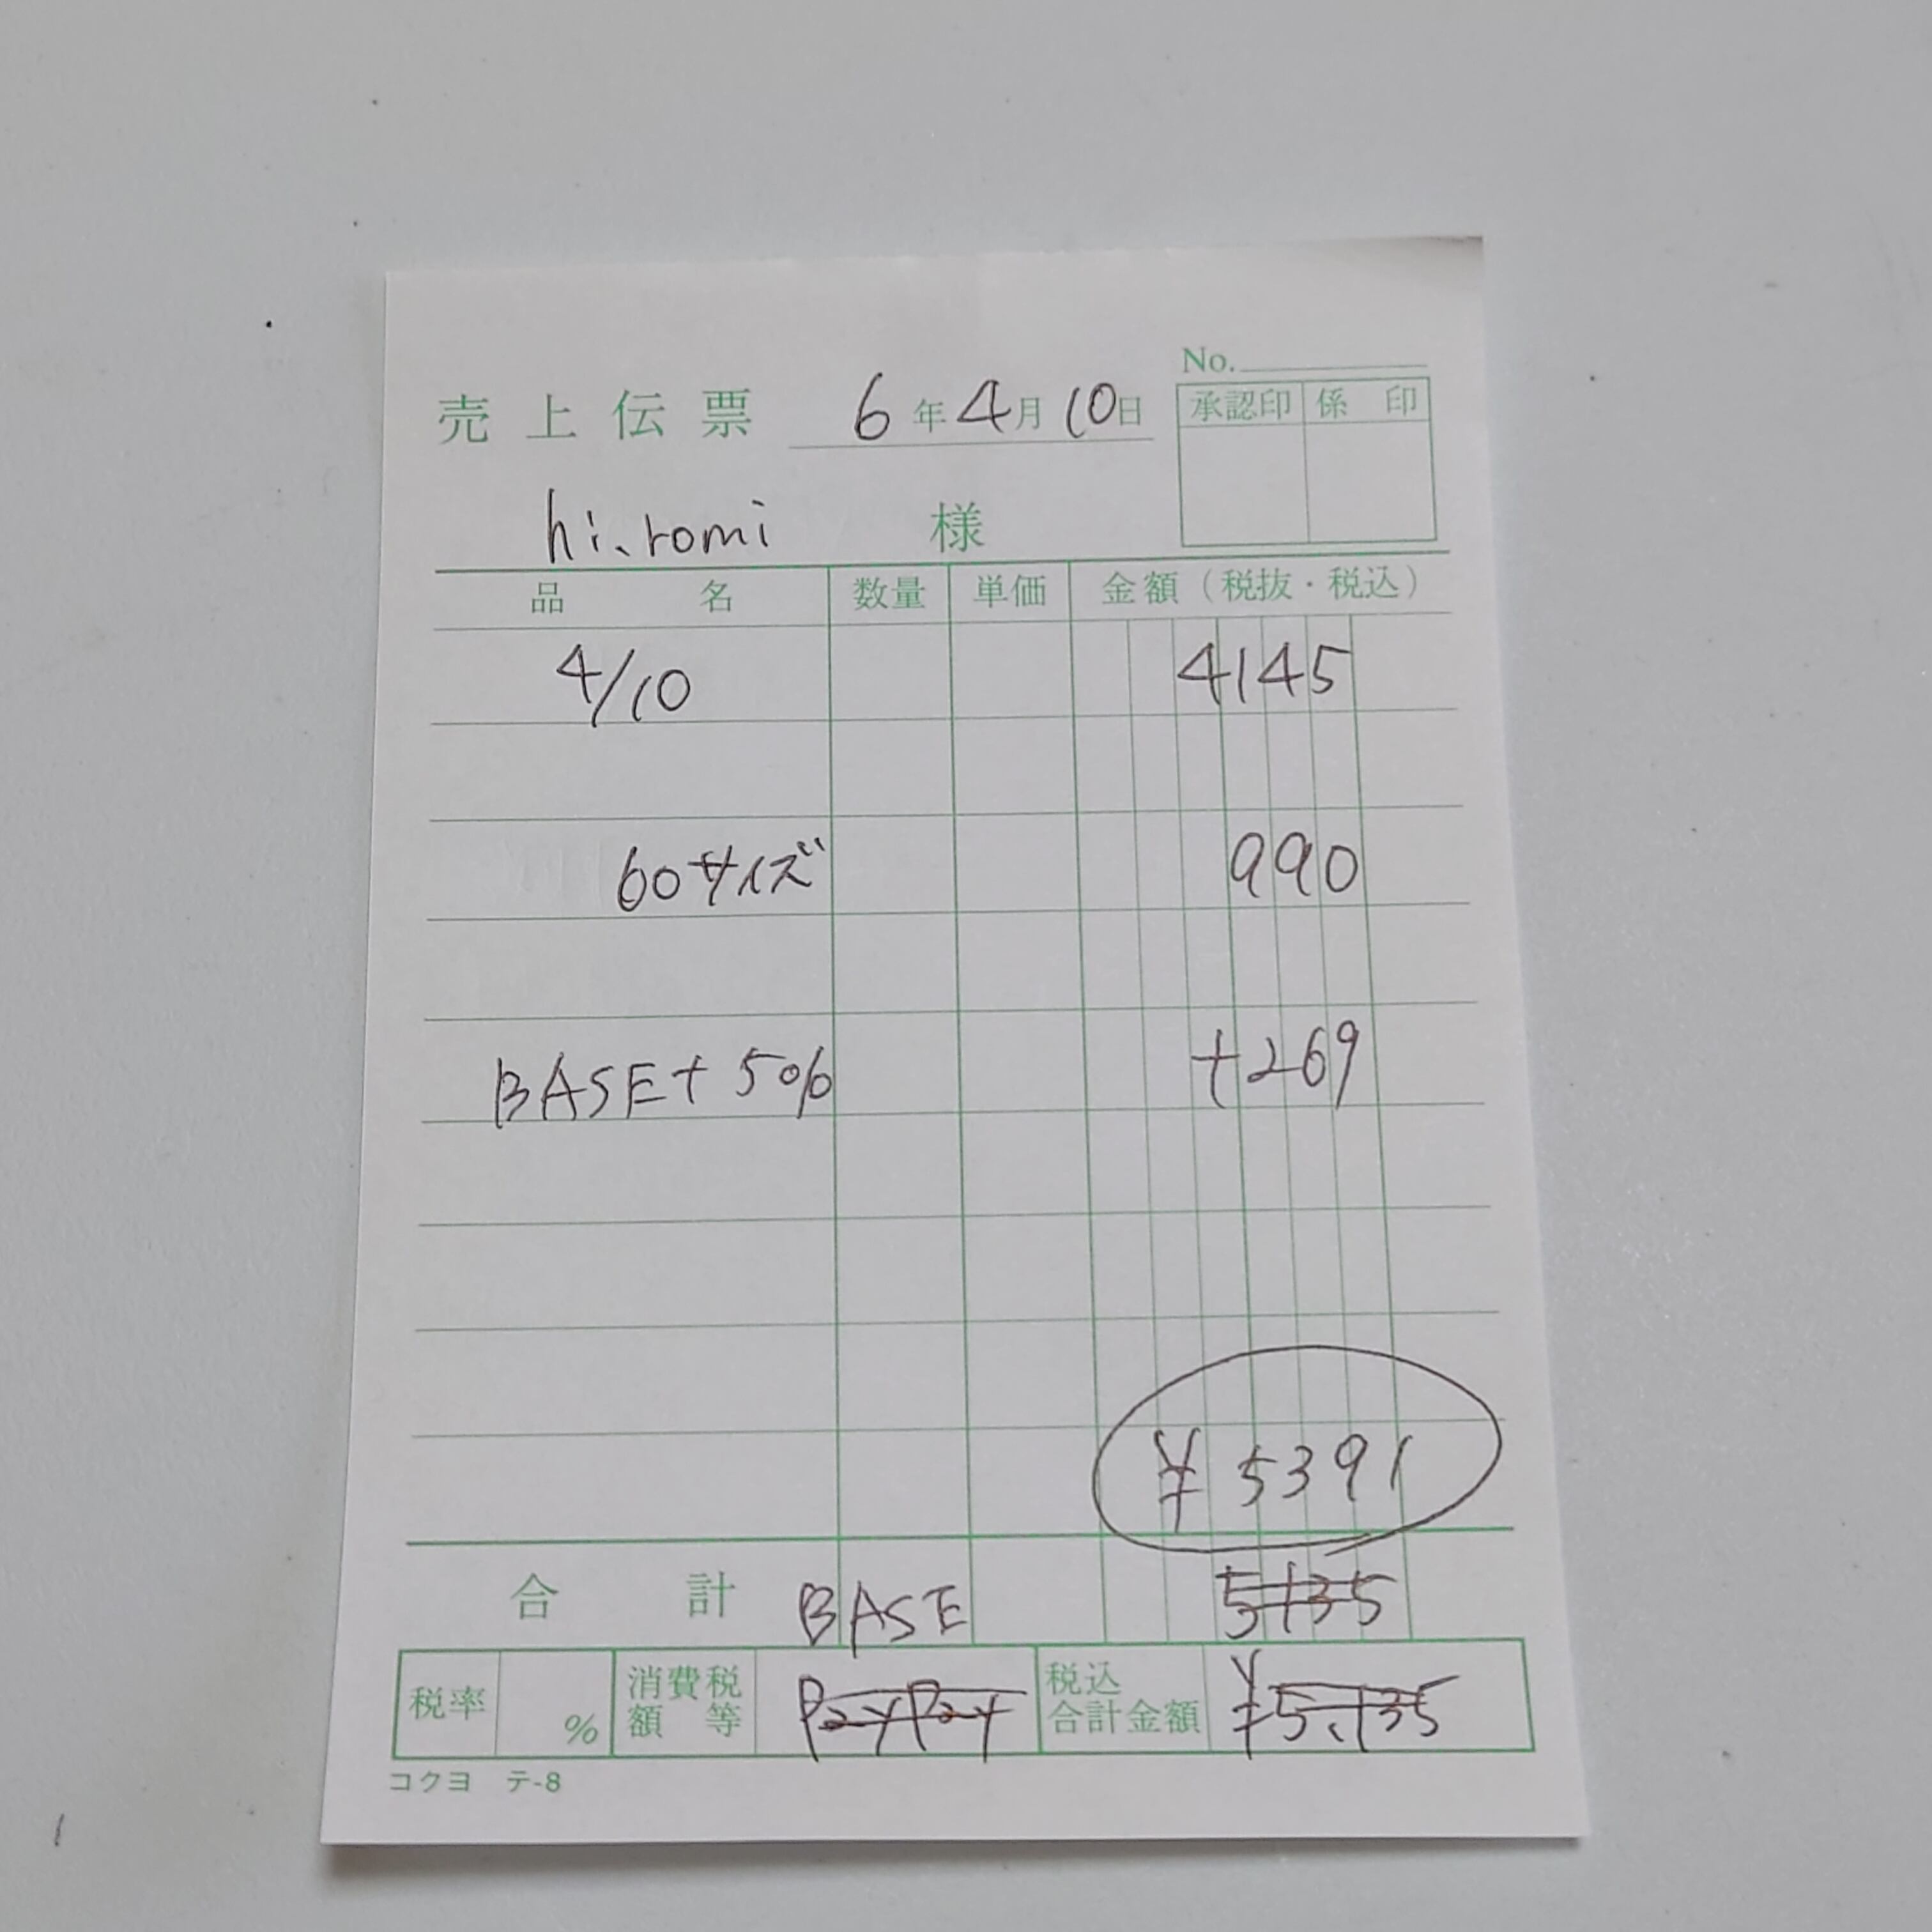 No.
売上伝票 6年4月10日
承認印 係印
hi.romi 様
品名 数量 単価 金額(税抜・税込)
4/10 4145
60サイズ 990
BASE+5% +269
¥5391
合計 BASE 5135
税率 % 消費税額等 PayPay 税込合計金額 ¥5,135
コクヨ テ-8